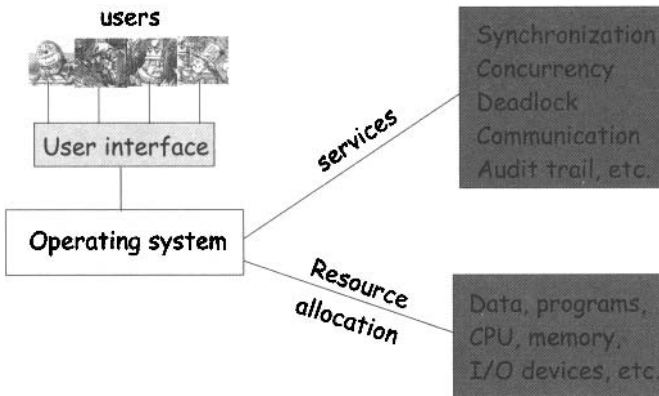 users
User interface
Operating system
services
Resource
allocation
Synchronization
Concurrency
Deadlock
Communication
Audit trail, etc.
Data, programs,
CPU, memory,
I/O devices, etc.